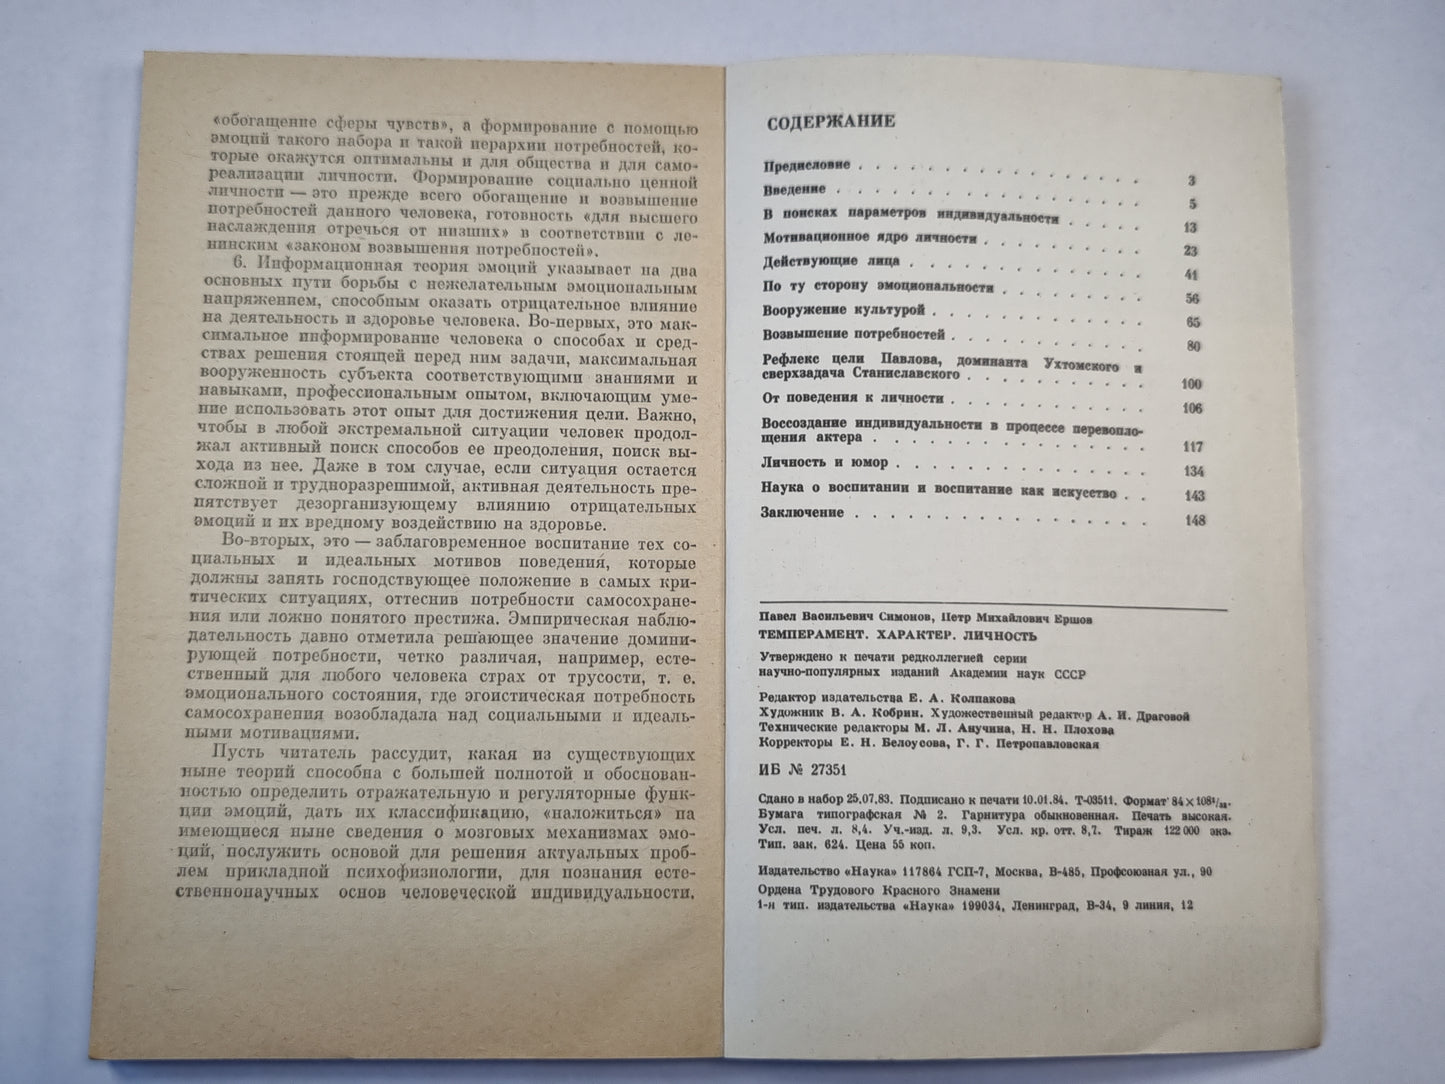 «обогащение сферы чувств», а формирование с помощью
эмоций такого набора и такой иерархии потребностей, ко-
торые окажутся оптимальны и для общества и для само-
реализации личности. Формирование социально ценной
личности — это прежде всего обогащение и возвышение
потребностей данного человека, готовность «для высшего
наслаждения отречься от низших» в соответствии с ле-
нинским «законом возвышения потребностей».
6. Информационная теория эмоций указывает на два
основных пути борьбы с нежелательным эмоциональным
напряжением, способным оказать отрицательное влияние
на деятельность и здоровье человека. Во-первых, это мак-
симальное информирование человека о способах и сред-
ствах решения стоящей перед ним задачи, максимальная
вооруженность субъекта соответствующими знаниями и
навыками, профессиональным опытом, включающим уме-
ние использовать этот опыт для достижения цели. Важно,
чтобы в любой экстремальной ситуации человек продол-
жал активный поиск способов ее преодоления, поиск вы-
хода из нее. Даже в том случае, если ситуация остается
сложной и трудноразрешимой, активная деятельность пре-
пятствует дезорганизующему влиянию отрицательных
эмоций и их вредному воздействию на здоровье.
Во-вторых, это — заблаговременное воспитание тех со-
циальных и идеальных мотивов поведения, которые
должны занять господствующее положение в самых кри-
тических ситуациях, оттеснив потребности самосохране-
ния или ложно понятого престижа. Эмпирическая наблю-
дательность давно отметила решающее значение домини-
рующей потребности, четко различая, например, есте-
ственный для любого человека страх от трусости, т. е.
эмоционального состояния, где эгоистическая потребность
самосохранения возобладала над социальными и идеаль-
ными мотивациями.
Пусть читатель рассудит, какая из существующих
ныне теорий способна с большей полнотой и обоснован-
ностью определить отражательную и регуляторные функ-
ции эмоций, дать их классификацию, «наложиться» на
имеющиеся ныне сведения о мозговых механизмах эмо-
ций, послужить основой для решения актуальных проб-
лем прикладной психофизиологии, для познания есте-
ственнонаучных основ человеческой индивидуальности.
СОДЕРЖАНИЕ
Предисловие . . . . . . . . . . . . . . . 3
Введение . . . . . . . . . . . . . . . . 5
В поисках параметров индивидуальности . . . . . 13
Мотивационное ядро личности . . . . . . . . . 23
Действующие лица . . . . . . . . . . . . . 41
По ту сторону эмоциональности . . . . . . . . 56
Вооружение культурой . . . . . . . . . . . . 65
Возвышение потребностей . . . . . . . . . . . 80
Рефлекс цели Павлова, доминанта Ухтомского и
сверхзадача Станиславского . . . . . . . . . . 100
От поведения к личности . . . . . . . . . . . 106
Воссоздание индивидуальности в процессе перевопло-
щения актера . . . . . . . . . . . . . . . 117
Личность и юмор . . . . . . . . . . . . . . 134
Наука о воспитании и воспитание как искусство . . 143
Заключение . . . . . . . . . . . . . . . . 148
Павел Васильевич Симонов, Петр Михайлович Ершов
ТЕМПЕРАМЕНТ. ХАРАКТЕР. ЛИЧНОСТЬ
Утверждено к печати редколлегией серии
научно-популярных изданий Академии наук СССР
Редактор издательства Е. А. Колпакова
Художник В. А. Кобрин. Художественный редактор А. И. Драговой
Технические редакторы М. Л. Анучина, Н. Н. Плохова
Корректоры Е. Н. Белоусова, Г. Г. Петропавловская
ИБ № 27351
Сдано в набор 25.07.83. Подписано к печати 10.01.84. Т-03511. Формат 84×108¹/₃₂.
Бумага типографская № 2. Гарнитура обыкновенная. Печать высокая.
Усл. печ. л. 8,4. Уч.-изд. л. 9,3. Усл. кр. отт. 8,7. Тираж 122 000 экз.
Тип. зак. 624. Цена 55 коп.
Издательство «Наука» 117864 ГСП-7, Москва, В-485, Профсоюзная ул., 90
Ордена Трудового Красного Знамени
1-я тип. издательства «Наука» 199034, Ленинград, В-34, 9 линия, 12